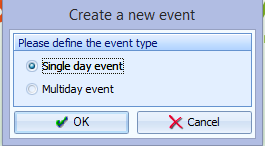 Create a new event
Please define the event type
Single day event
Multiday event
OK
Cancel